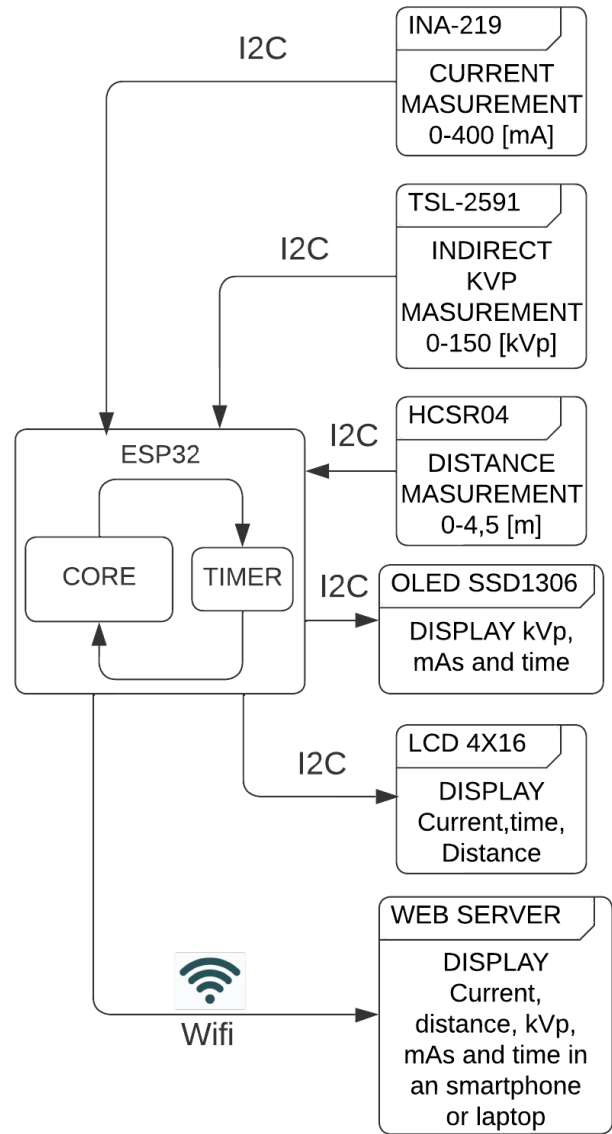 INA-219
I2C
CURRENT
MASUREMENT
0-400 [mA]
TSL-2591
I2C
INDIRECT
KVP
MASUREMENT
0-150 [kVp]
HCSR04
I2C
DISTANCE
MASUREMENT
0-4,5 [m]
ESP32
CORE
TIMER
OLED SSD1306
I2C
DISPLAY kVp,
mAs and time
LCD 4X16
I2C
DISPLAY
Current,time,
Distance
WEB SERVER
DISPLAY
Current,
distance, kVp,
mAs and time in
an smartphone
or laptop
Wifi